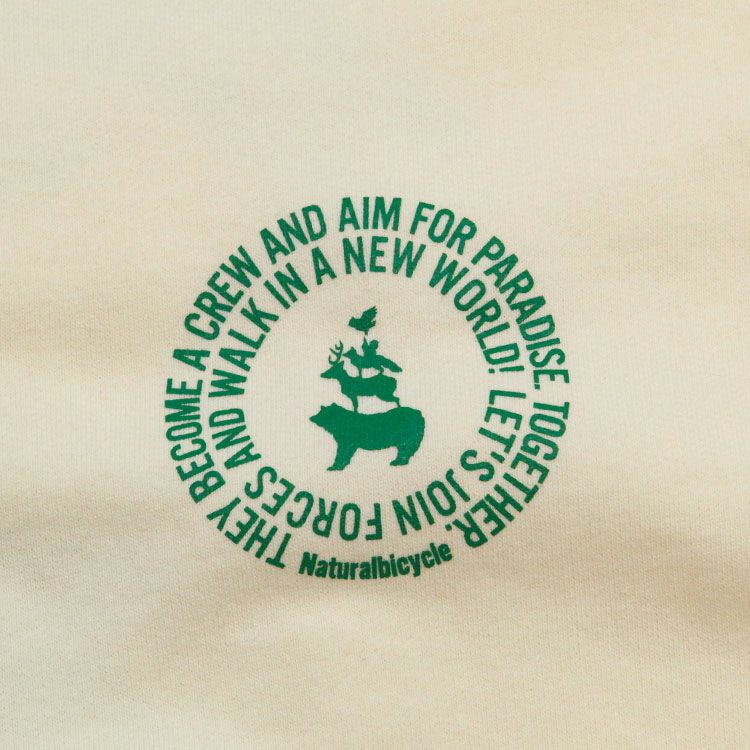 THEY BECOME A CREW AND AIM FOR PARADISE. TOGETHER.
LET'S JOIN FORCES AND WALK IN A NEW WORLD!
Naturalbicycle